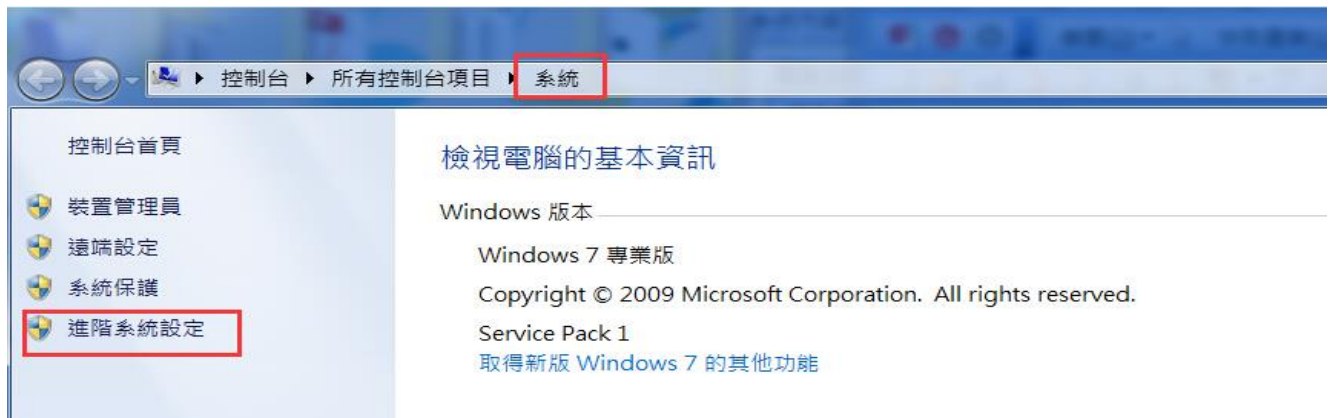 控制台 ▸ 所有控制台項目 ▸ 系統
控制台首頁
裝置管理員
遠端設定
系統保護
進階系統設定
檢視電腦的基本資訊
Windows 版本
Windows 7 專業版
Copyright © 2009 Microsoft Corporation. All rights reserved.
Service Pack 1
取得新版 Windows 7 的其他功能